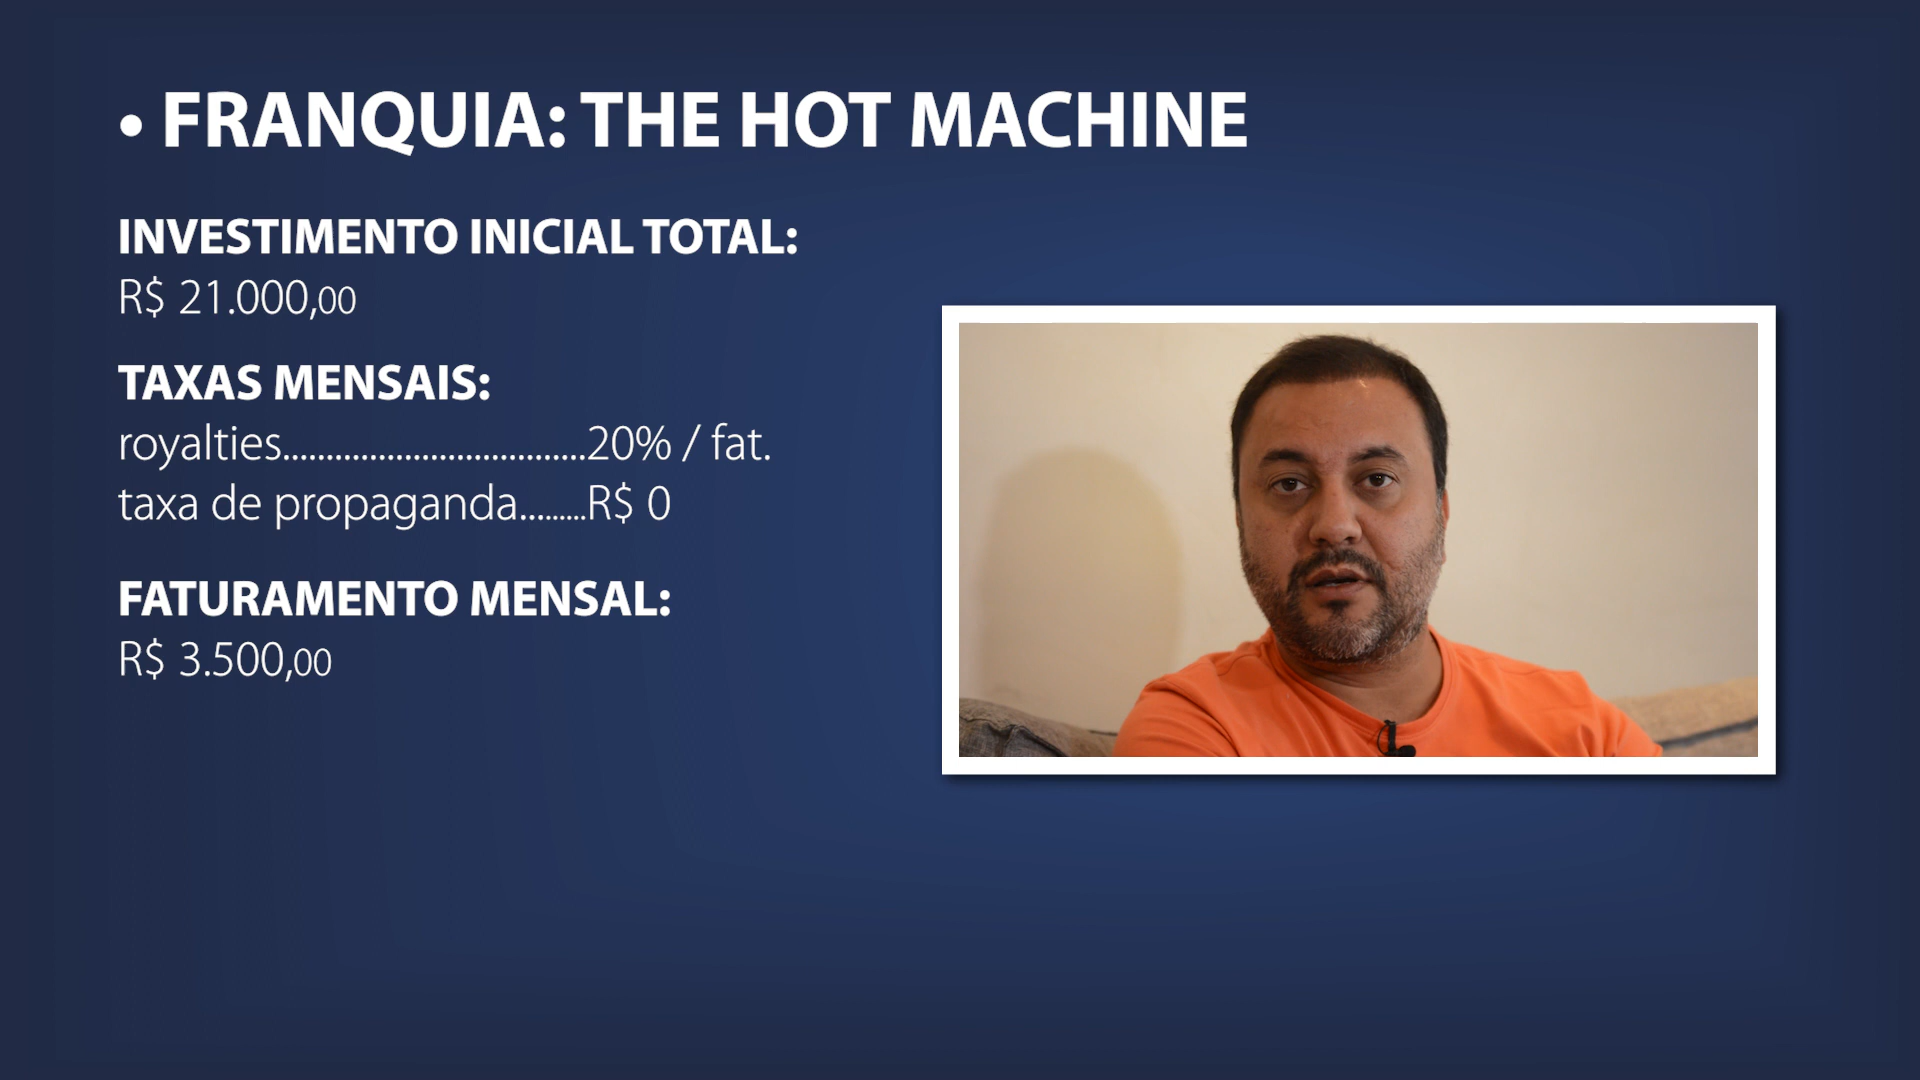 • FRANQUIA: THE HOT MACHINE
INVESTIMENTO INICIAL TOTAL:
R$ 21.000,00
TAXAS MENSAIS:
royalties...................................20% / fat.
taxa de propaganda........R$ 0
FATURAMENTO MENSAL:
R$ 3.500,00